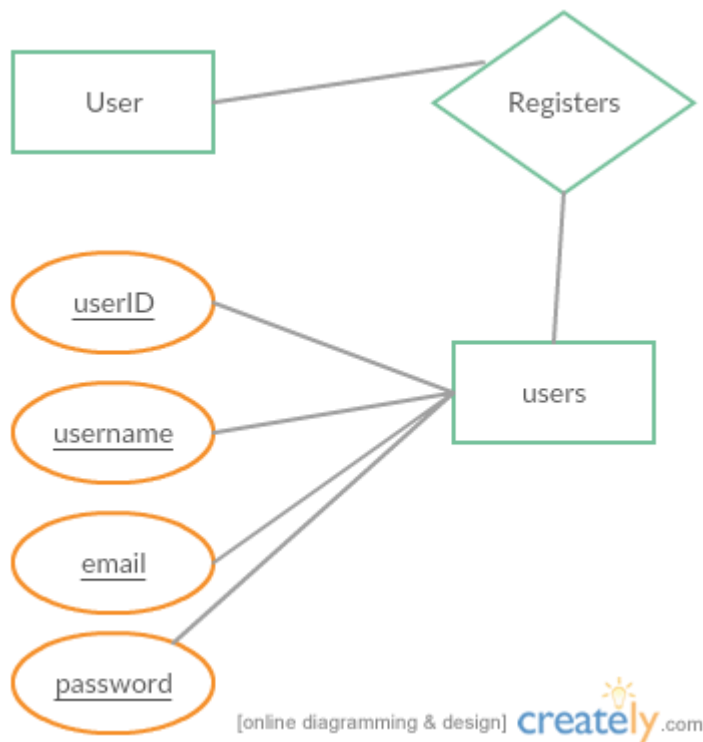 User
Registers
userID
users
username
email
password
[online diagramming & design] creately.com